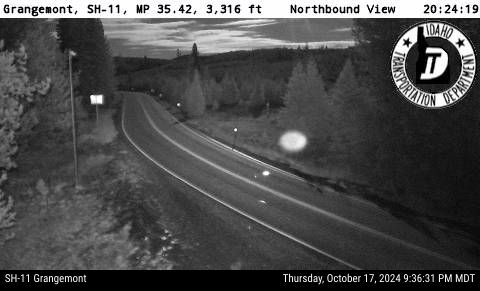 Grangemont, SH-11, MP 35.42, 3,316 ft Northbound View 20:24:19
IDAHO
TRANSPORTATION DEPARTMENT
SH-11 Grangemont Thursday, October 17, 2024 9:36:31 PM MDT